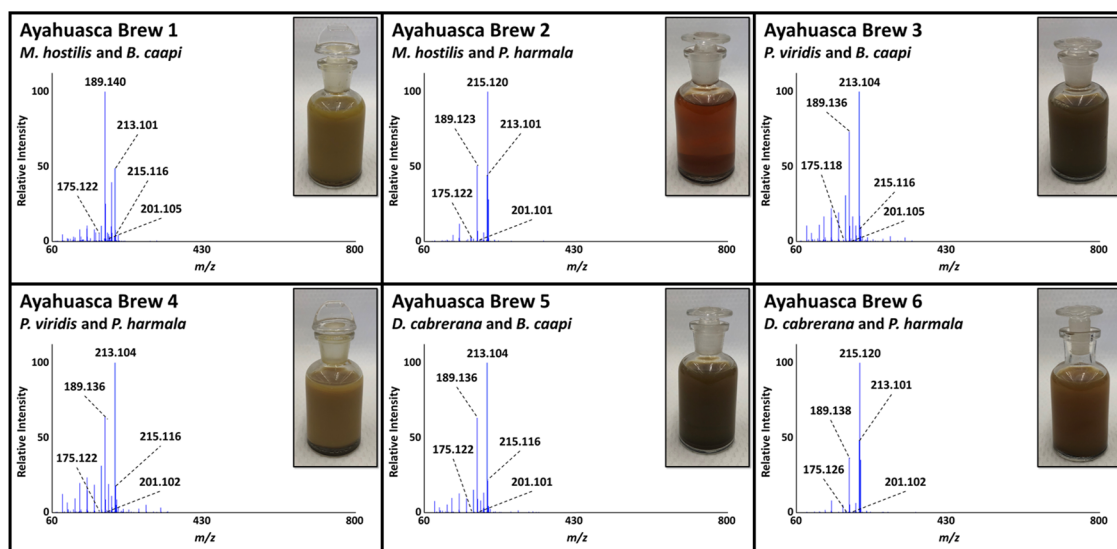 Ayahuasca Brew 1
M. hostilis and B. caapi
Relative Intensity
100
50
0
189.140
213.101
175.122
215.116
201.105
60
430
800
m/z
Ayahuasca Brew 2
M. hostilis and P. harmala
Relative Intensity
100
50
0
215.120
189.123
213.101
175.122
201.101
60
430
800
m/z
Ayahuasca Brew 3
P. viridis and B. caapi
Relative Intensity
100
50
0
213.104
189.136
175.118
215.116
201.105
60
430
800
m/z
Ayahuasca Brew 4
P. viridis and P. harmala
Relative Intensity
100
50
0
213.104
189.136
215.116
175.122
201.102
60
430
800
m/z
Ayahuasca Brew 5
D. cabrerana and B. caapi
Relative Intensity
100
50
0
213.104
189.136
215.116
175.122
201.101
60
430
800
m/z
Ayahuasca Brew 6
D. cabrerana and P. harmala
Relative Intensity
100
50
0
215.120
213.101
189.138
175.126
201.102
60
430
800
m/z